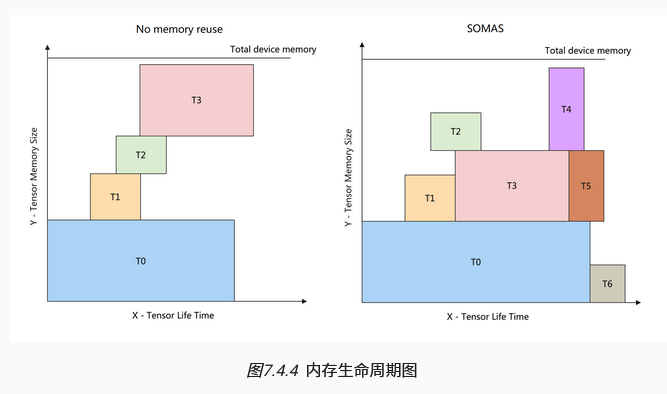 No memory reuse
Total device memory
T3
T2
T1
T0
Y - Tensor Memory Size
X - Tensor Life Time
SOMAS
Total device memory
T4
T2
T3
T5
T1
T0
T6
Y - Tensor Memory Size
X - Tensor Life Time
图7.4.4 内存生命周期图